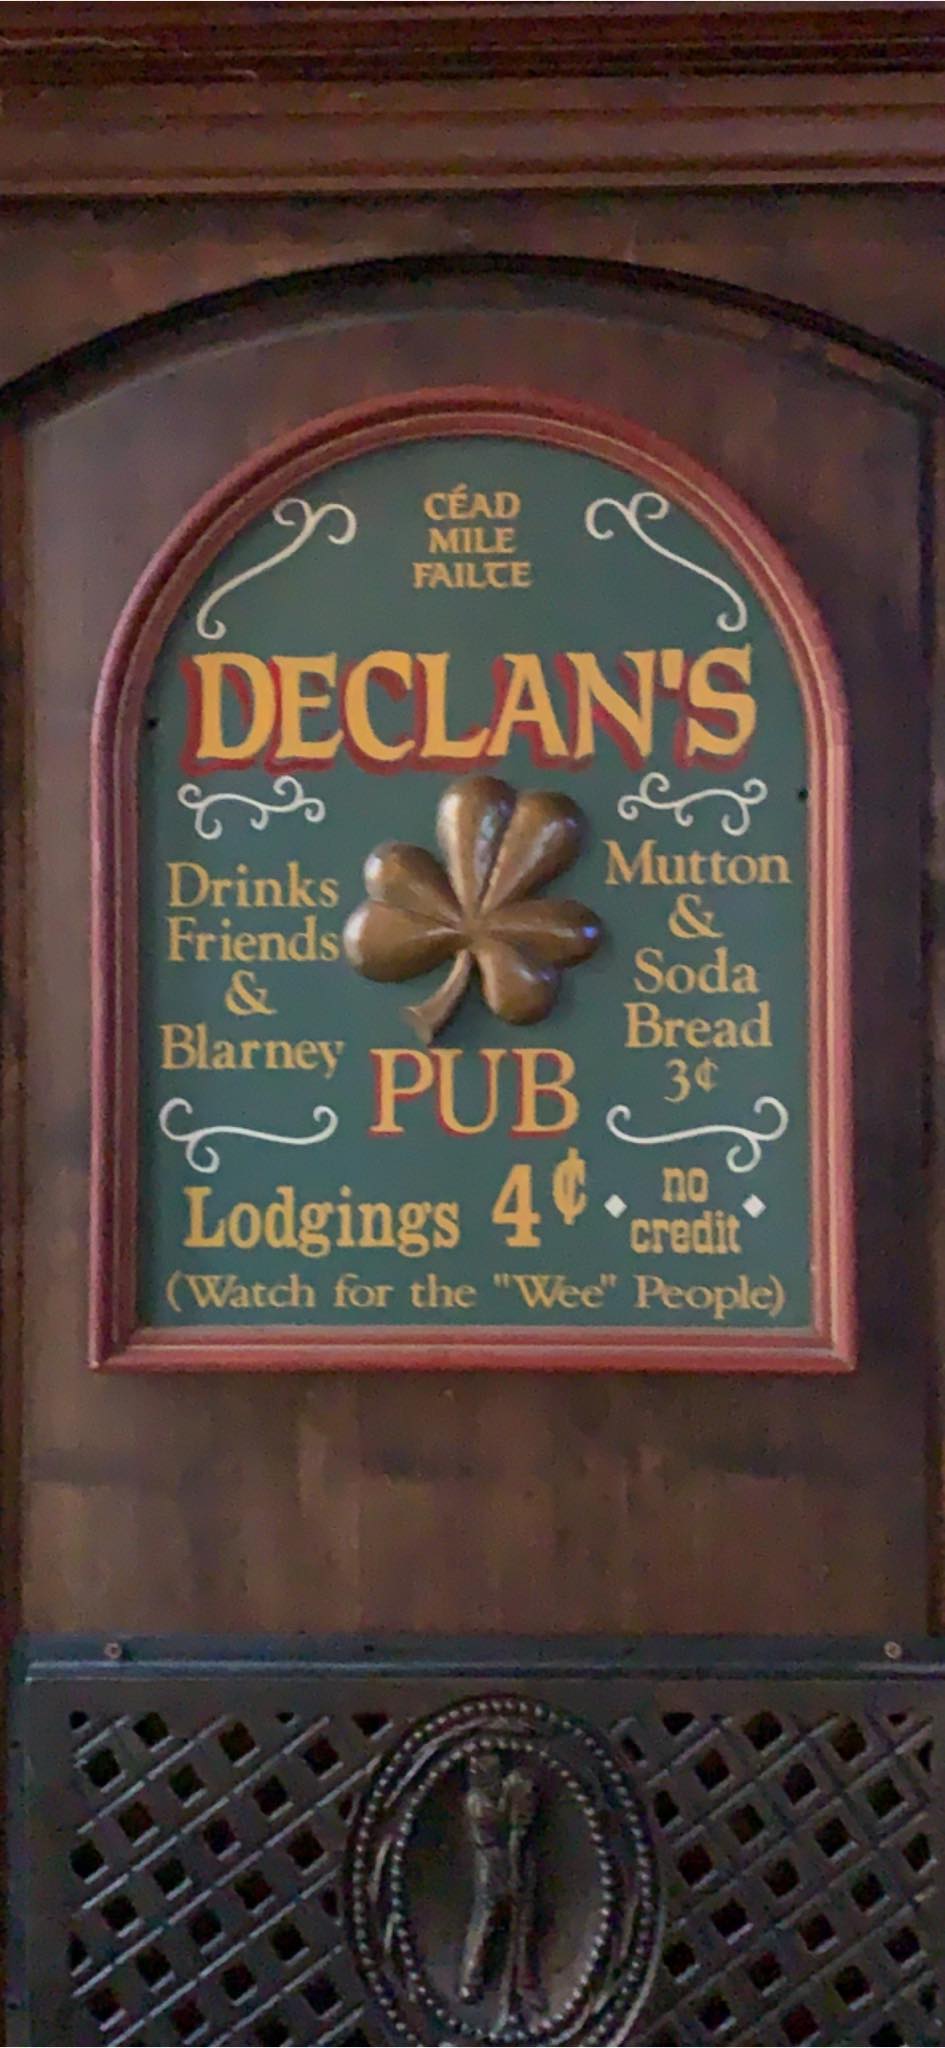 CÉAD
MILE
FAILTE
DECLAN'S
Drinks
Friends
&
Blarney
Mutton
&
Soda
Bread
3¢
PUB
Lodgings 4¢
no
credit
(Watch for the "Wee" People)